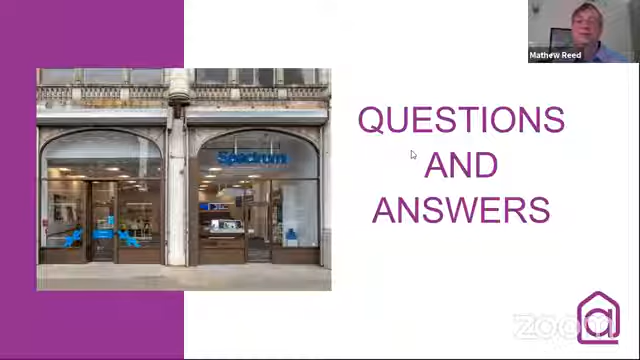 Mathew Reed
QUESTIONS
AND
ANSWERS
Spectrum
zoom